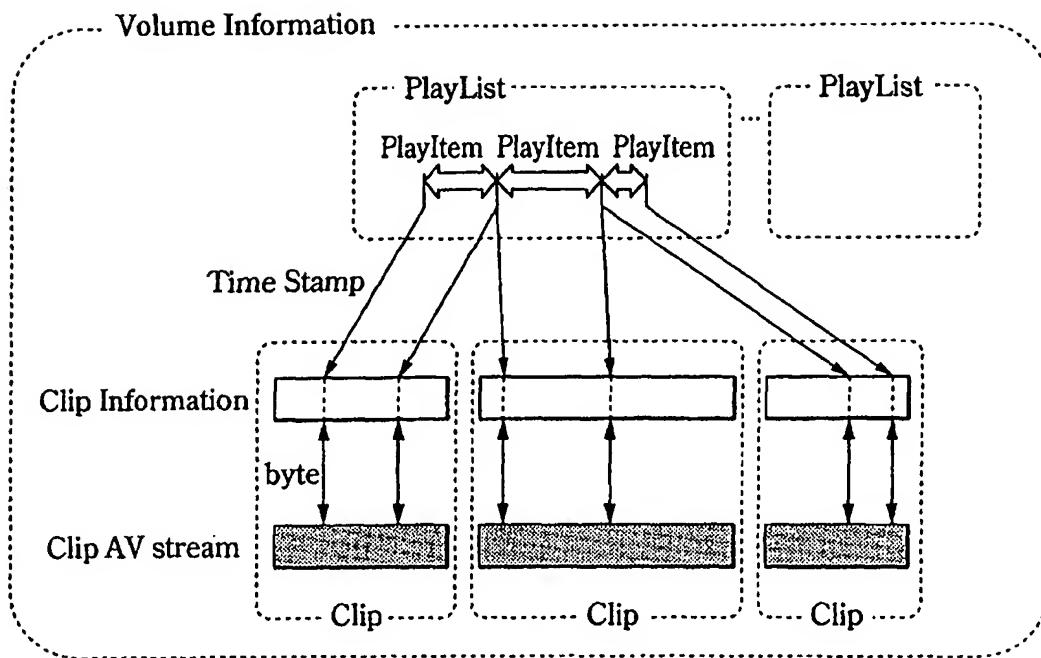 Volume Information
PlayList
...
PlayList
PlayItem PlayItem PlayItem
Time Stamp
Clip Information
byte
Clip AV stream
Clip
Clip
Clip